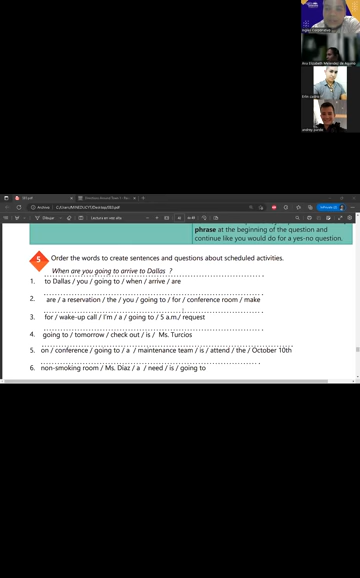 Ana Elizabeth Melendez de Aguirre
phrase at the beginning of the question and
continue like you would do for a yes-no question.
5 Order the words to create sentences and questions about scheduled activities.
When are you going to arrive to Dallas ?
1. to Dallas / you / going to / when / arrive / are
2. are / a reservation / the / you / going to / for / conference room / make
3. for / wake-up call / I'm / a / going to / 5 a.m./ request
4. going to / tomorrow / check out / is / Ms. Turcios
5. on / conference / going to / a / maintenance team / is / attend / the / October 10th
6. non-smoking room / Ms. Diaz / a / need / is / going to